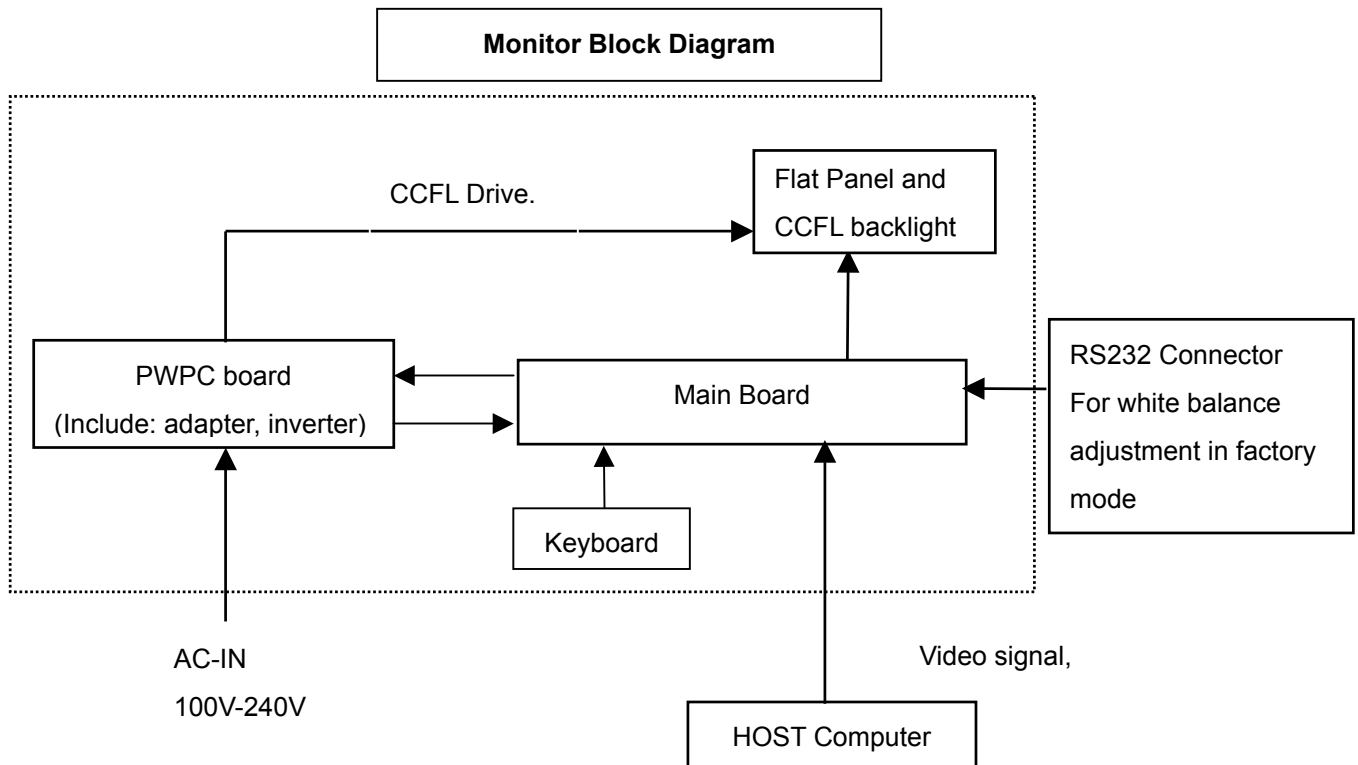 Monitor Block Diagram
CCFL Drive.
Flat Panel and
CCFL backlight
PWPC board
(Include: adapter, inverter)
Main Board
RS232 Connector
For white balance
adjustment in factory
mode
Keyboard
AC-IN
100V-240V
Video signal,
HOST Computer